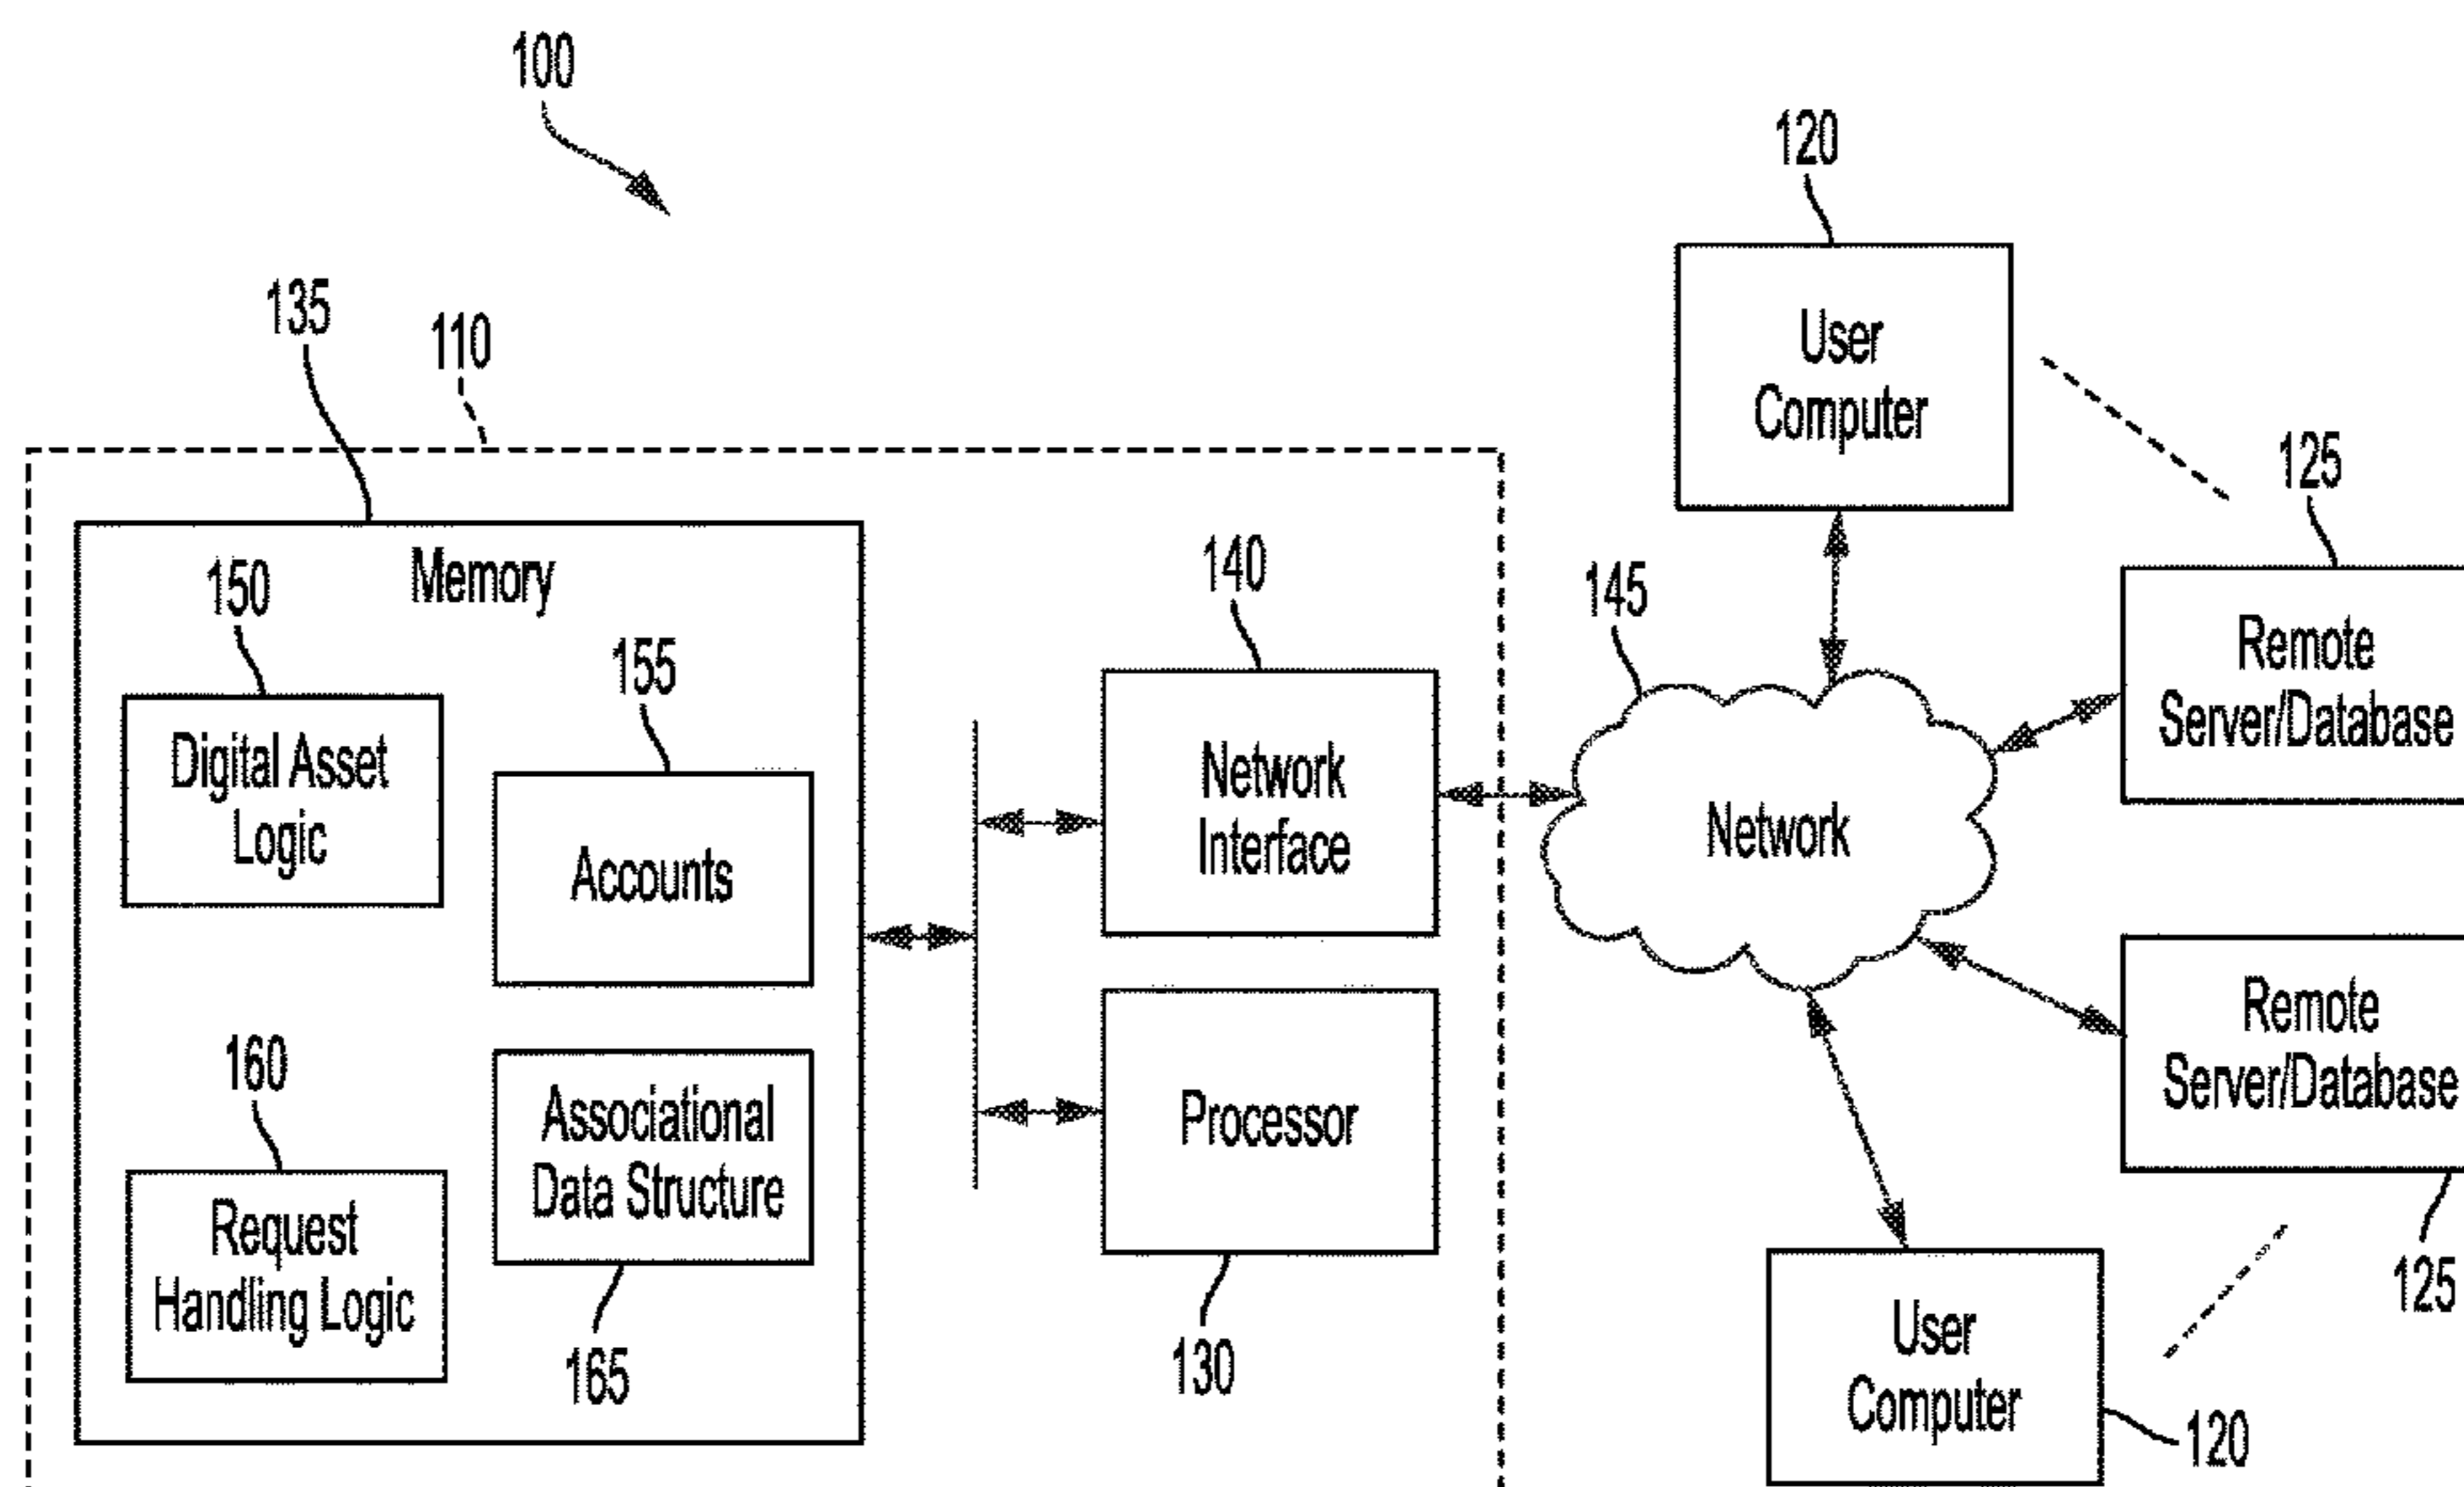 100
120
135
110
User
Computer
125
Memory
150
140
145
155
Remote
Server/Database
Digital Asset
Logic
Network
Interface
Network
Accounts
160
Associational
Data Structure
Processor
Remote
Server/Database
Request
Handling Logic
165
130
125
User
Computer
120